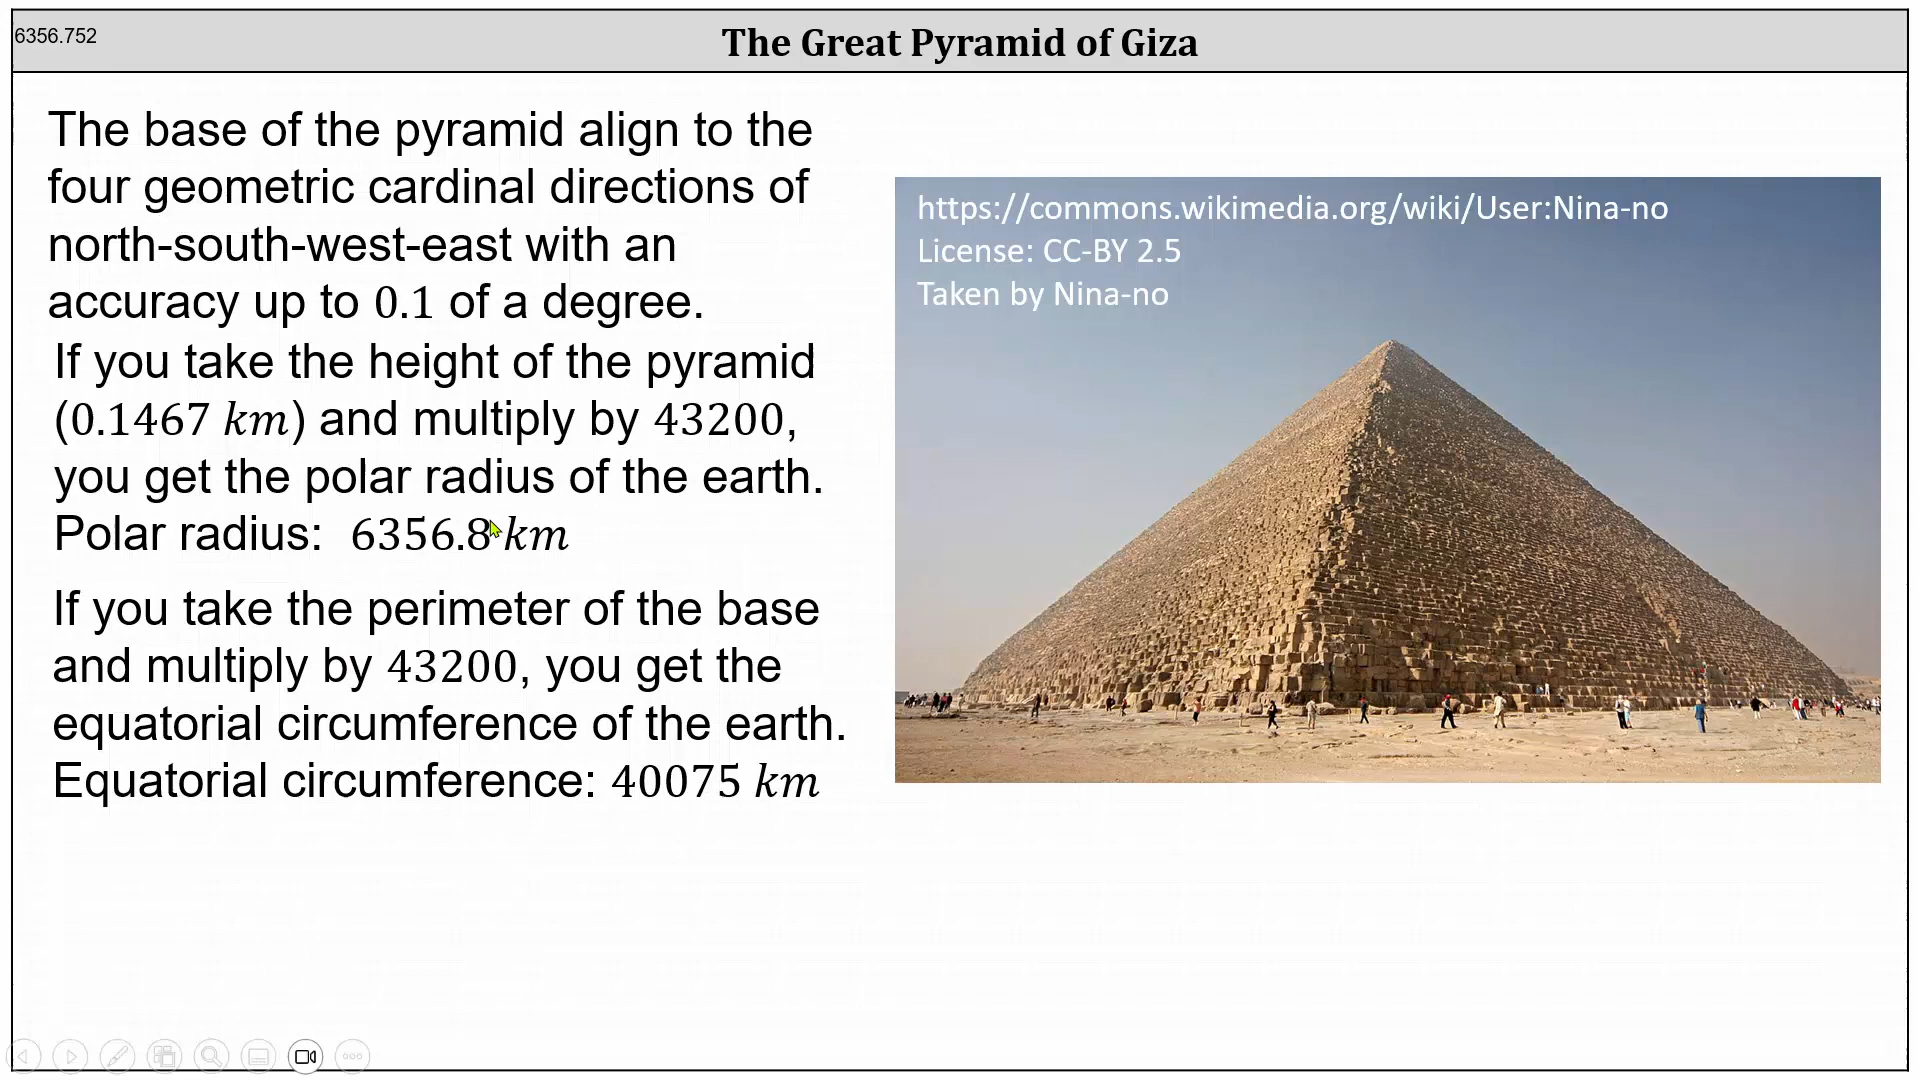 6356.752
The Great Pyramid of Giza
The base of the pyramid align to the
four geometric cardinal directions of
north-south-west-east with an
accuracy up to 0.1 of a degree.
If you take the height of the pyramid
(0.1467 km) and multiply by 43200,
you get the polar radius of the earth.
Polar radius: 6356.8 km
If you take the perimeter of the base
and multiply by 43200, you get the
equatorial circumference of the earth.
Equatorial circumference: 40075 km
https://commons.wikimedia.org/wiki/User:Nina-no
License: CC-BY 2.5
Taken by Nina-no